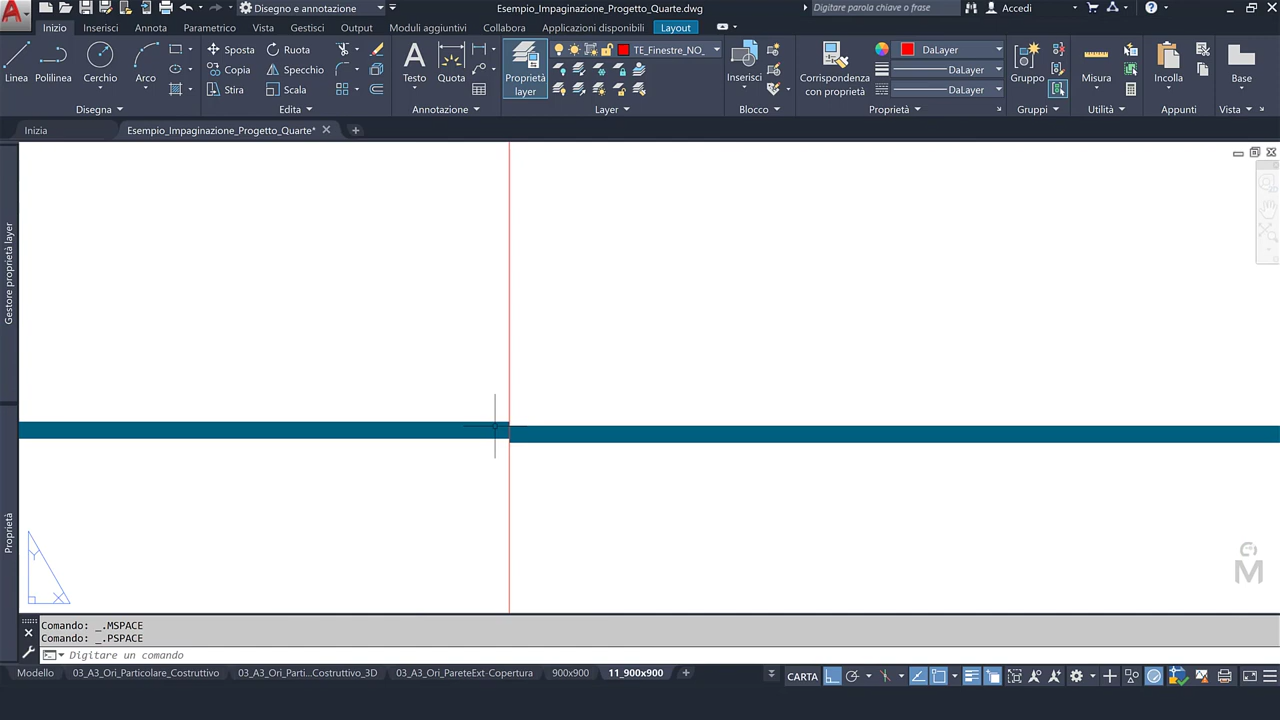 A Disegno e annotazione Esempio_Impaginazione_Progetto_Quarte.dwg Digitare parola chiave o frase Accedi ?
Inizio Inserisci Annota Parametrico Vista Gestisci Output Moduli aggiuntivi Collabora Applicazioni disponibili Layout
Linea Polilinea Cerchio Arco Sposta Ruota Testo Quota Proprietà layer TE_Finestre_NO_ Inserisci Corrispondenza con proprietà DaLayer Gruppo Misura Incolla Base
Copia Specchio DaLayer
Stira Scala DaLayer
Disegna Edita Annotazione Layer Blocco Proprietà Gruppi Utilità Appunti Vista
Inizia Esempio_Impaginazione_Progetto_Quarte*
Gestore proprietà layer
Proprietà
Y
X
M
Comando: _.MSPACE
Comando: _.PSPACE
Digitare un comando
Modello 03_A3_Ori_Particolare_Costruttivo 03_A3_Ori_Parti...Costruttivo_3D 03_A3_Ori_PareteExt-Copertura 900x900 11_900x900 CARTA